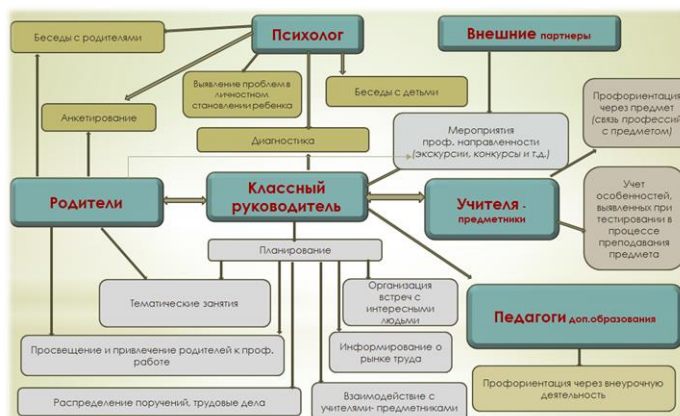 Беседы с родителями
Психолог
Внешние партнеры
Выявление проблем в
личностном
становлении ребенка
Беседы с детьми
Профориентация
через предмет
(связь профессий
с предметом)
Анкетирование
Диагностика
Мероприятия
проф. направленности
(экскурсии, конкурсы и т.д.)
Родители
Классный
руководитель
Учителя -
предметники
Учет
особенностей,
выявленных при
тестировании в
процессе
преподавания
предмета
Планирование
Тематические занятия
Организация
встреч с
интересными
людьми
Педагоги доп.образования
Просвещение и привлечение родителей к проф.
работе
Информирование о
рынке труда
Профориентация через внеурочную
деятельность
Распределение поручений, трудовые дела
Взаимодействие с
учителями- предметниками